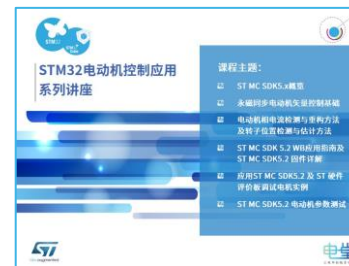 STM32电动机控制应用
系列讲座
课程主题:
ST MC SDK5.x概览
永磁同步电动机矢量控制基础
电动机相电流检测与重构方法
及转子位置检测与估计方法
ST MC SDK 5.2 WB应用指南及
ST MC SDK5.2 固件详解
应用ST MC SDK5.2 及 ST 硬件
评价板调试电机实例
ST MC SDK5.2 电动机参数测试
电堂